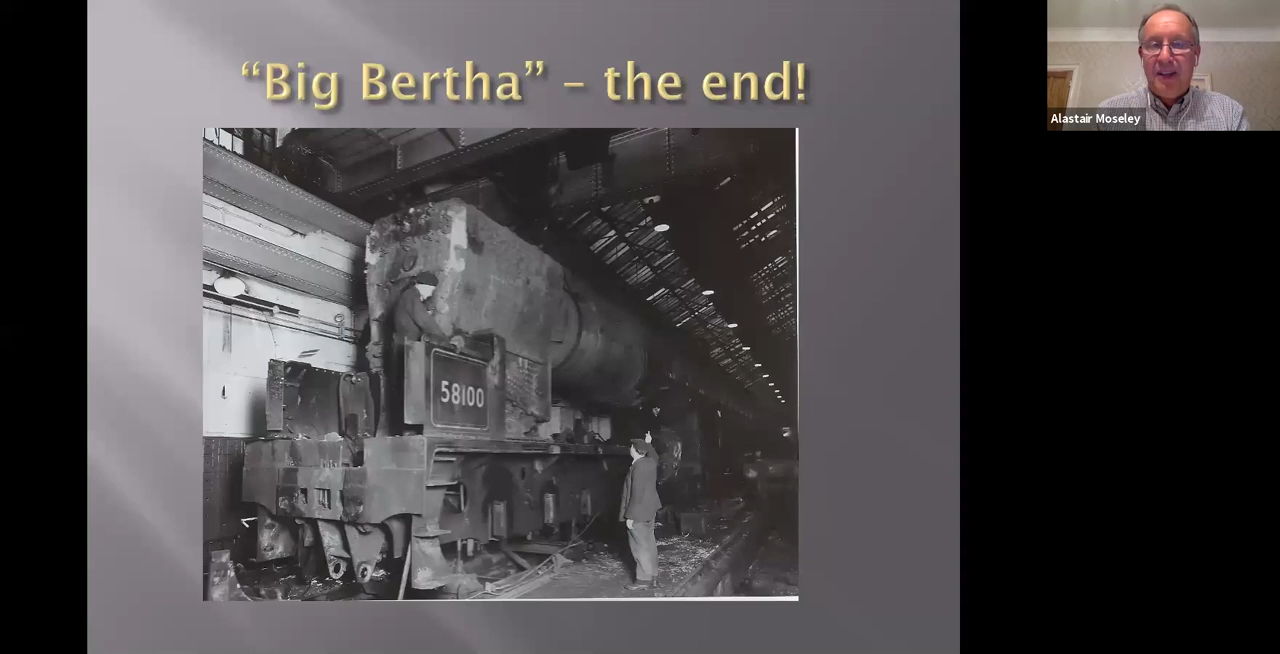 “Big Bertha” – the end!
Alastair Moseley
58100